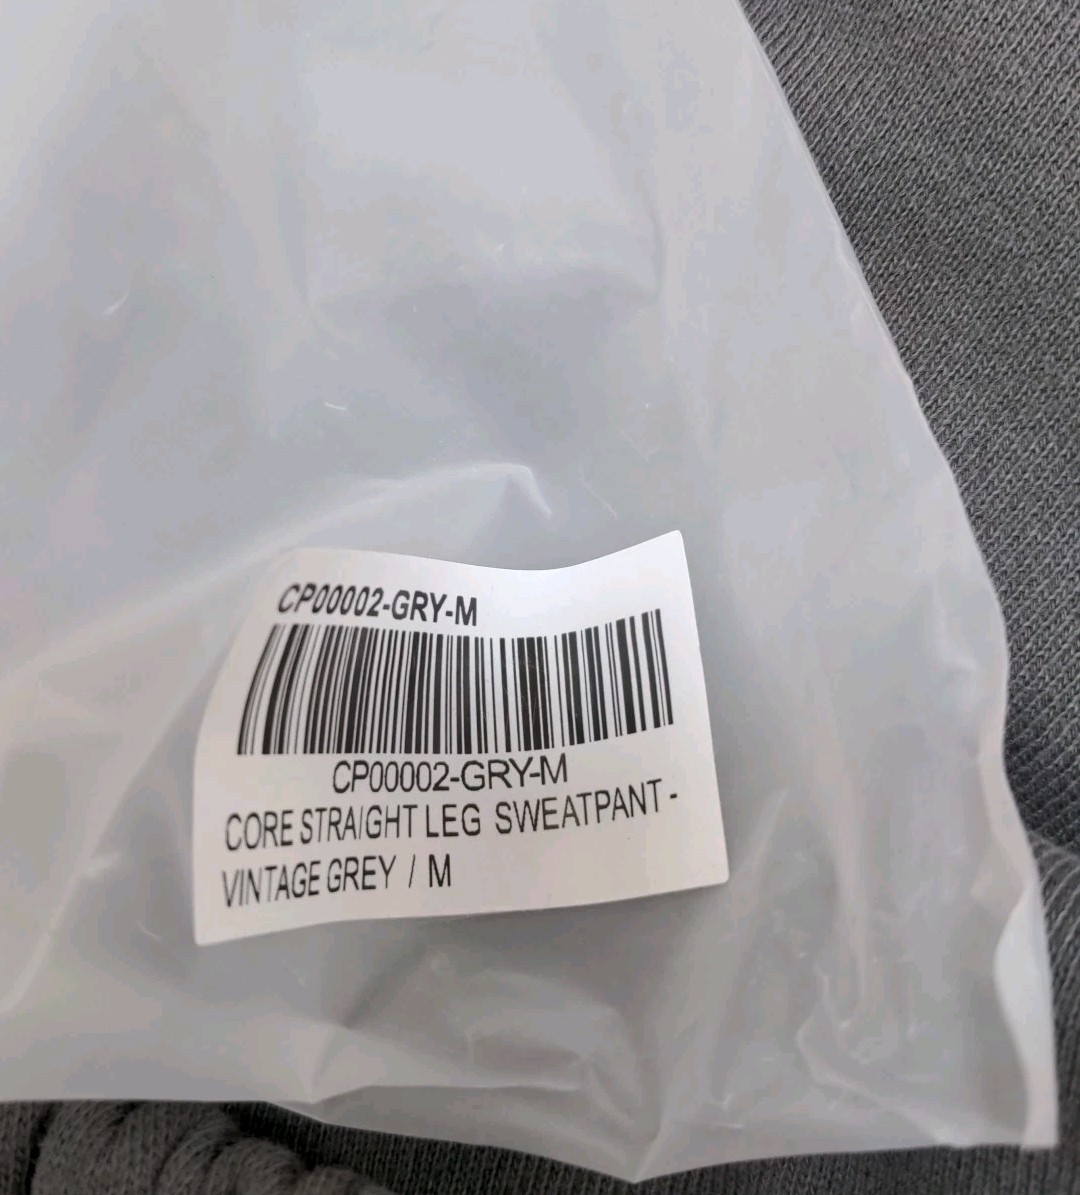 CP00002-GRY-M
CP00002-GRY-M
CORE STRAIGHT LEG SWEATPANT -
VINTAGE GREY / M